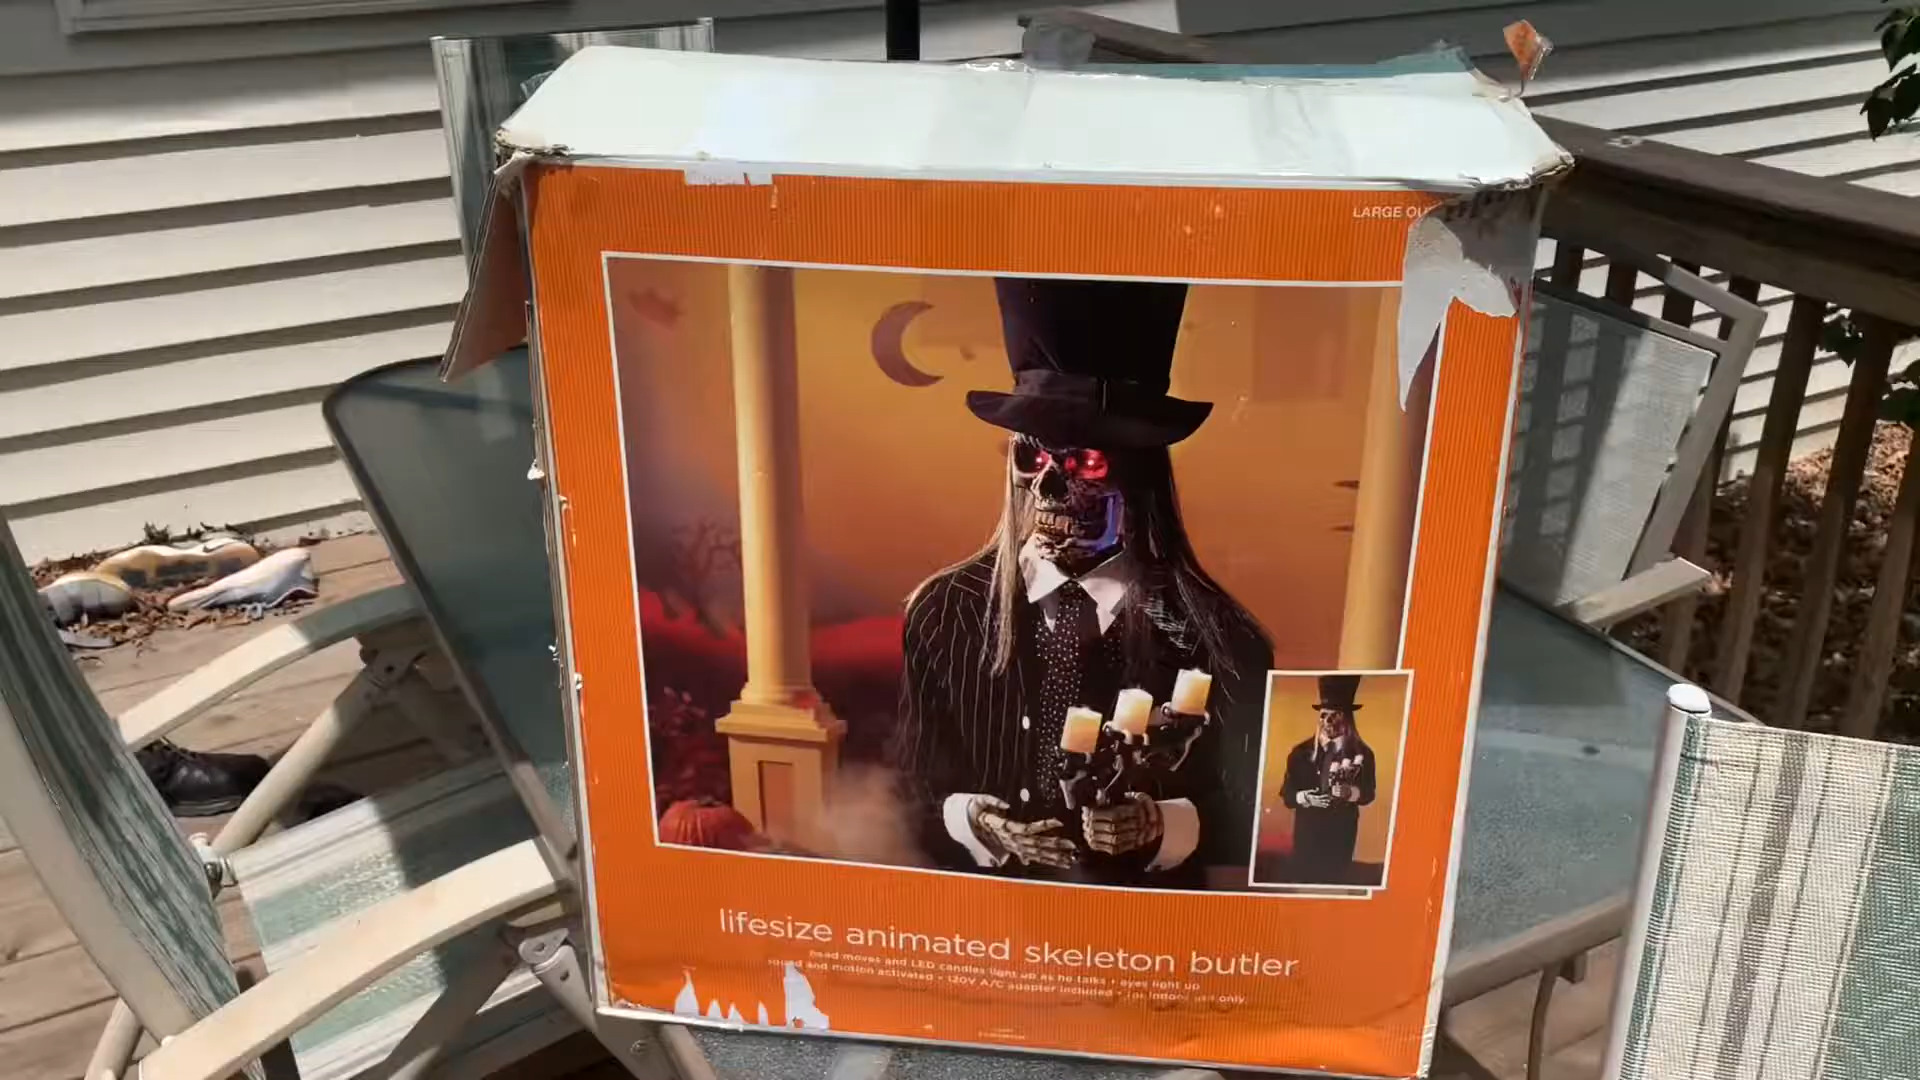 LARGE OU
lifesize animated skeleton butler
head moves and LED candles light up as he talks • eyes light up
sound and motion activated • 120V A/C adapter included • for indoor use only